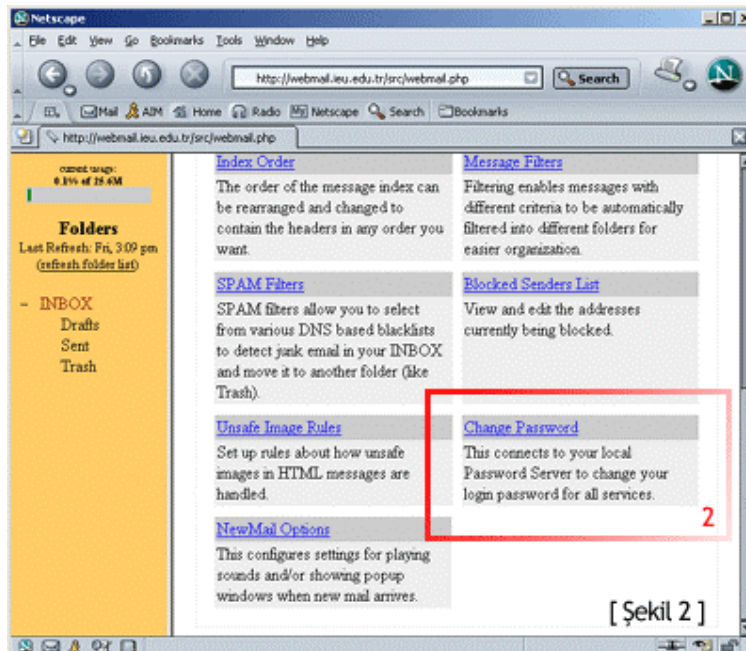 Netscape
File Edit View Go Bookmarks Tools Window Help
http://webmail.ieu.edu.tr/src/webmail.php
Search
N
Mail AIM Home Radio My Netscape Search Bookmarks
http://webmail.ieu.edu.tr/src/webmail.php
current usage:
0.1% of 25.6M
Folders
Last Refresh: Fri, 3:09 pm
(refresh folder list)
- INBOX
Drafts
Sent
Trash
Index Order
The order of the message index can
be rearranged and changed to
contain the headers in any order you
want.
Message Filters
Filtering enables messages with
different criteria to be automatically
filtered into different folders for
easier organization.
SPAM Filters
SPAM filters allow you to select
from various DNS based blacklists
to detect junk email in your INBOX
and move it to another folder (like
Trash).
Blocked Senders List
View and edit the addresses
currently being blocked.
Unsafe Image Rules
Set up rules about how unsafe
images in HTML messages are
handled.
Change Password
This connects to your local
Password Server to change your
login password for all services.
2
NewMail Options
This configures settings for playing
sounds and/or showing popup
windows when new mail arrives.
[ Şekil 2 ]